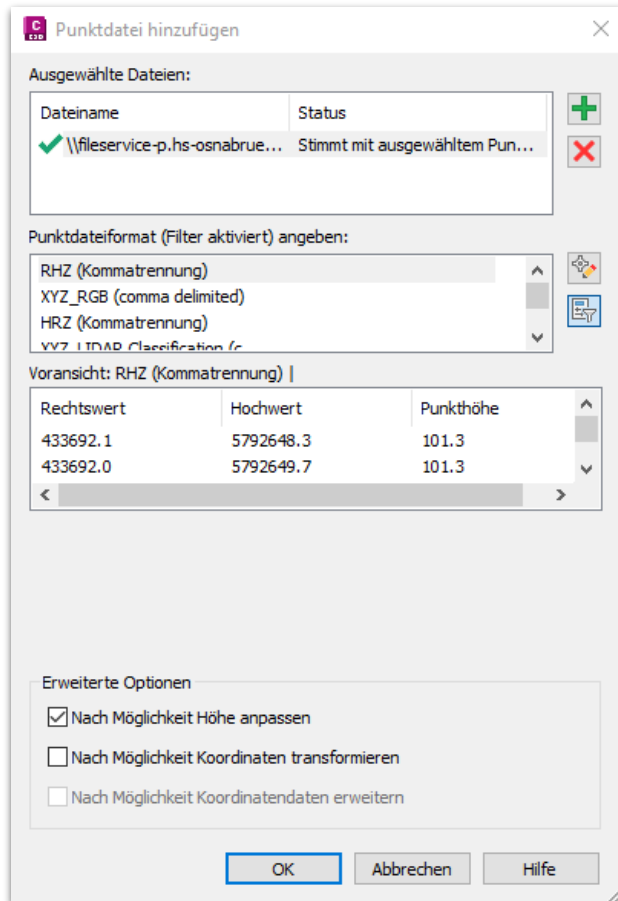 C
C3D
Punktdatei hinzufügen
Ausgewählte Dateien:
Dateiname Status
\\fileservice-p.hs-osnabrue... Stimmt mit ausgewähltem Pun...
Punktdateiformat (Filter aktiviert) angeben:
RHZ (Kommatrennung)
XYZ_RGB (comma delimited)
HRZ (Kommatrennung)
XYZ_LIDAR Classification (c
Voransicht: RHZ (Kommatrennung) |
Rechtswert Hochwert Punkthöhe
433692.1 5792648.3 101.3
433692.0 5792649.7 101.3
Erweiterte Optionen
Nach Möglichkeit Höhe anpassen
Nach Möglichkeit Koordinaten transformieren
Nach Möglichkeit Koordinatendaten erweitern
OK Abbrechen Hilfe